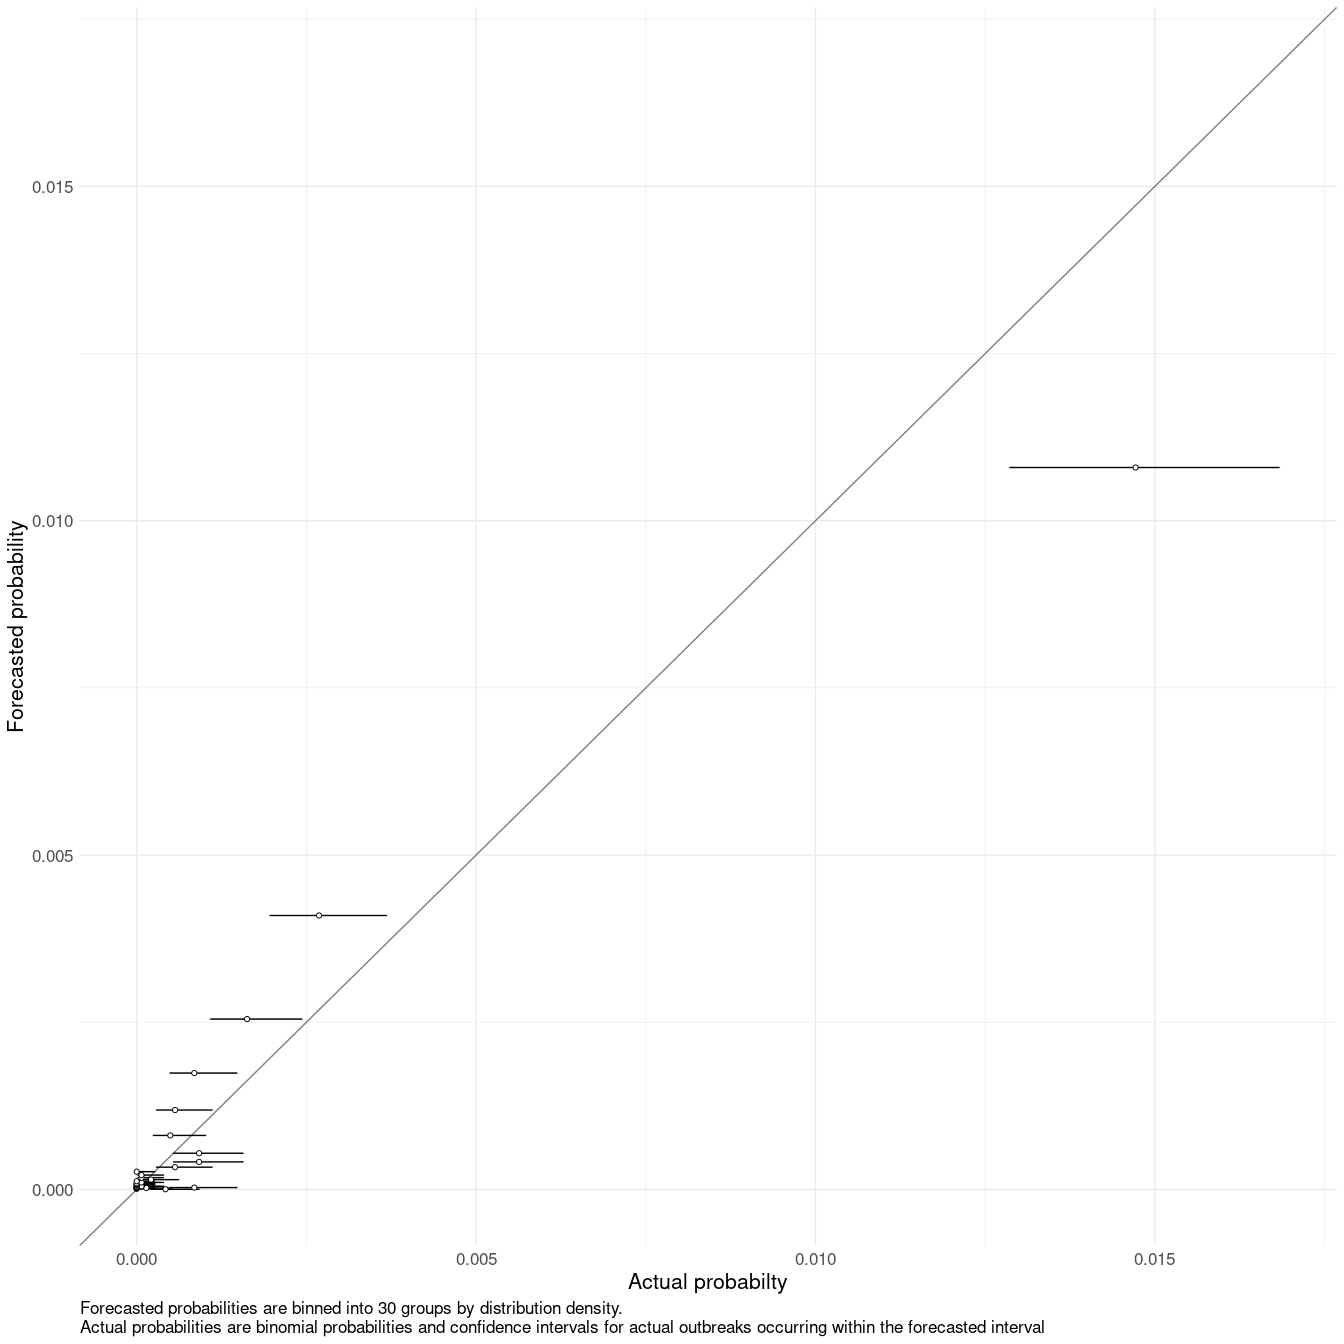 0.015
0.010
0.005
0.000
Forecasted probability
0.000 0.005 0.010 0.015
Actual probabilty
Forecasted probabilities are binned into 30 groups by distribution density.
Actual probabilities are binomial probabilities and confidence intervals for actual outbreaks occurring within the forecasted interval